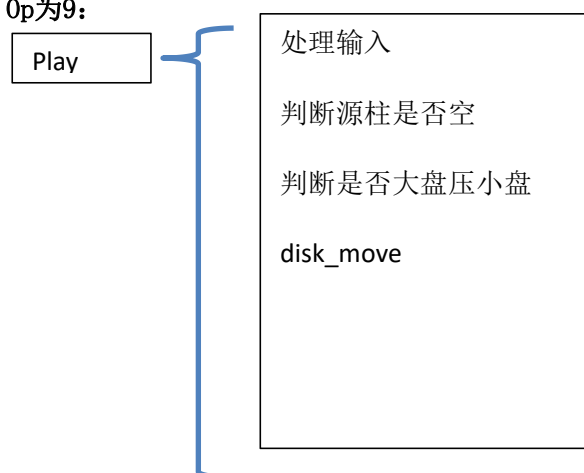 Op为9：
Play
处理输入
判断源柱是否空
判断是否大盘压小盘
disk_move